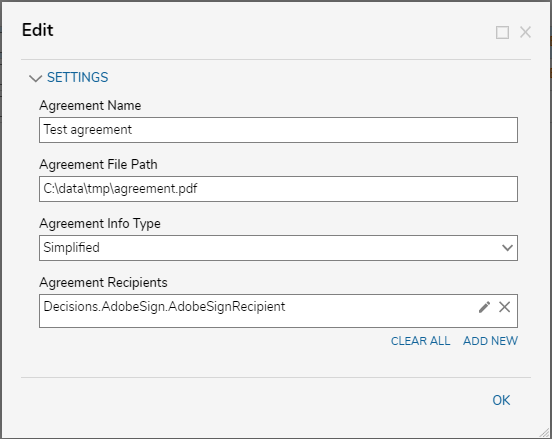 Edit
SETTINGS
Agreement Name
Test agreement
Agreement File Path
C:\data\tmp\agreement.pdf
Agreement Info Type
Simplified
Agreement Recipients
Decisions.AdobeSign.AdobeSignRecipient
CLEAR ALL ADD NEW
OK